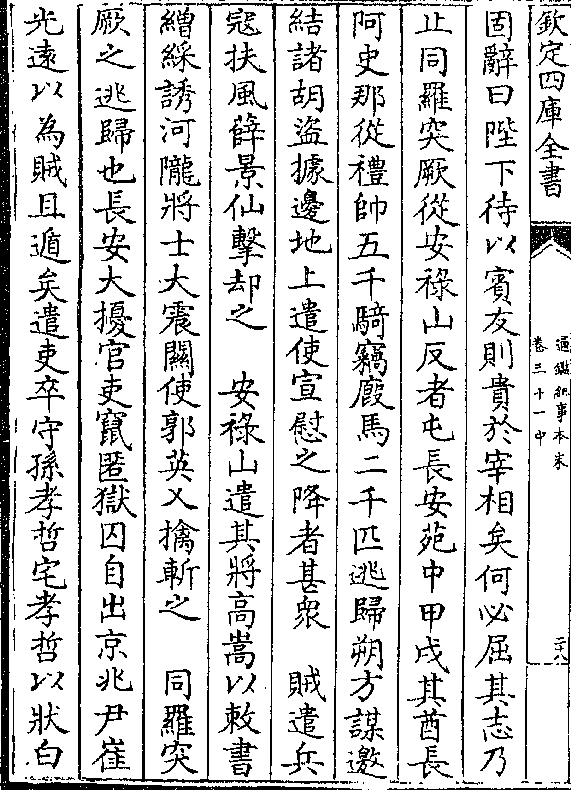 欽定四庫全書
通鑑紀事本末
卷三十一中
二十八
固辭曰陛下待以賓友則貴於宰相矣何必屈其志乃
止同羅突厥從安祿山反者屯長安苑中甲戌其酋長
阿史那從禮帥五千騎竊廄馬二千匹逃歸朔方謀邀
結諸胡盜據邊地上遣使宣慰之降者甚衆　賊遣兵
寇扶風薛景仙擊却之　安祿山遣其將高嵩以敕書
繒綵誘河隴將士大震關使郭英乂擒斬之　同羅突
厥之逃歸也長安大擾官吏竄匿獄囚自出京兆尹崔
光遠以為賊且遁矣遣吏卒守孫孝哲宅孝哲以狀白